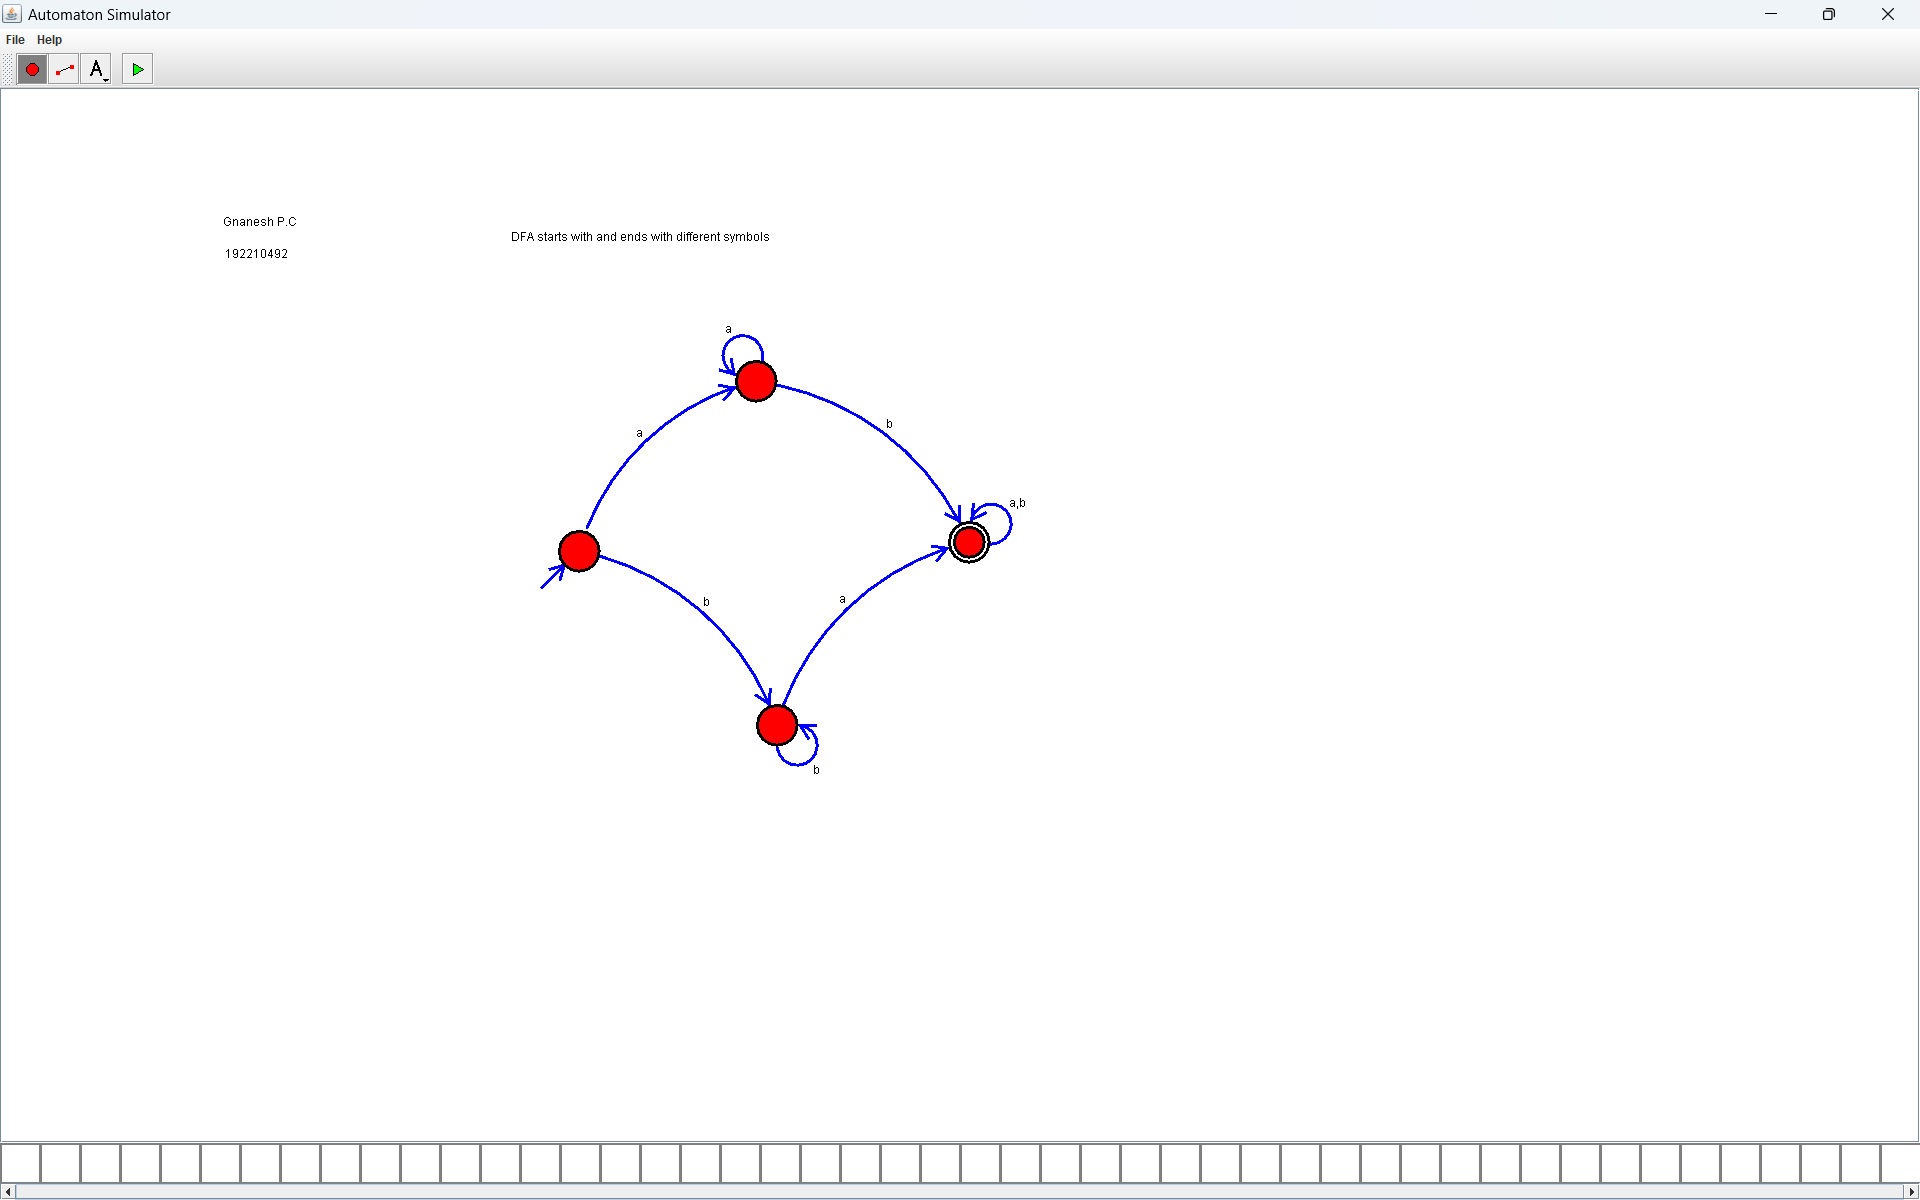 Automaton Simulator
File Help
A
Gnanesh P.C
DFA starts with and ends with different symbols
192210492
a
b
a
a,b
b
a
b